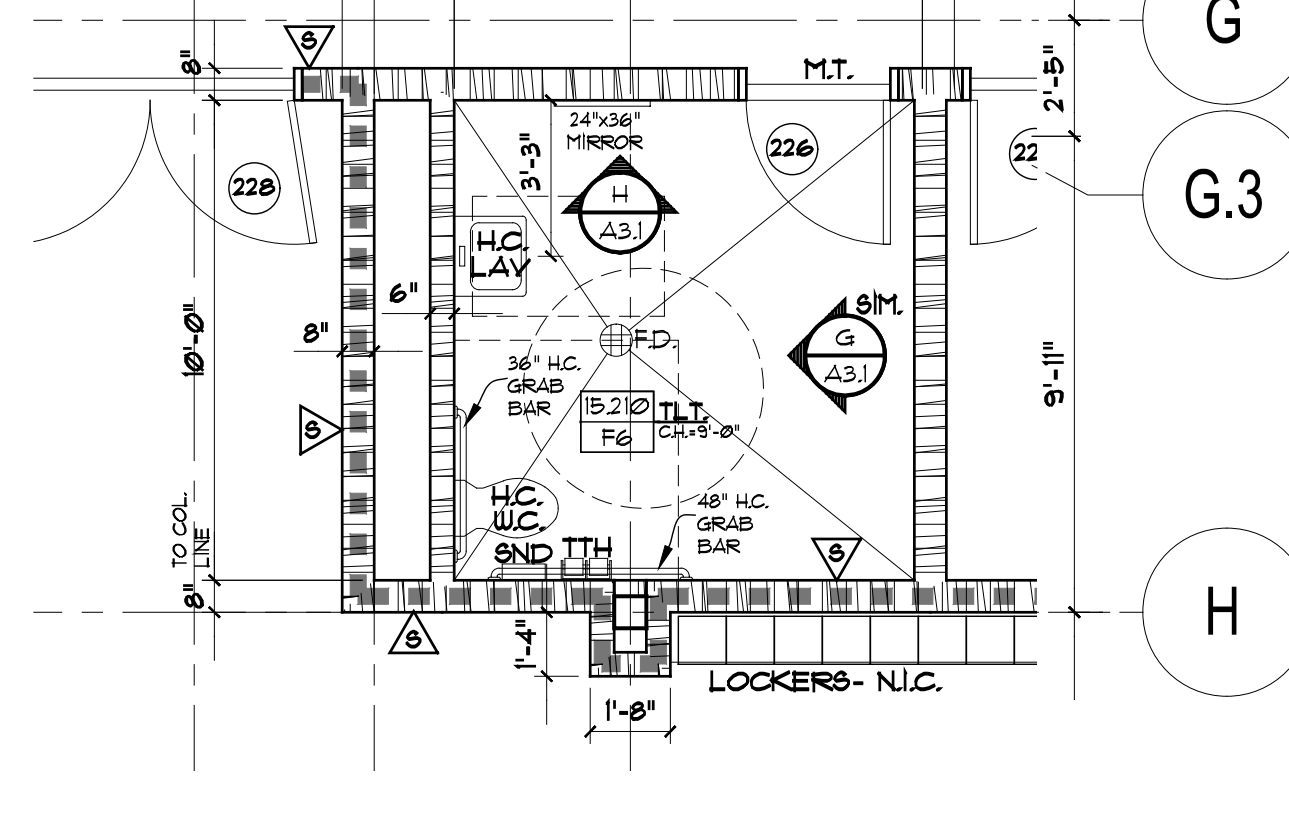 G
S
8"
M.T.
2'-5"
24"x36"
MIRROR
3'-3"
226
22
228
H
A3.1
G.3
H.C.
LAV
6"
SIM.
8"
10'-0"
F.D.
G
A3.1
36" H.C.
GRAB
BAR
9'-11"
15.210
TLT.
F6
C.H.=9'-0"
S
H.C.
W.C.
48" H.C.
GRAB
BAR
TO COL.
LINE
SND
TTH
S
8"
H
S
1'-4"
LOCKERS- N.I.C.
1'-8"